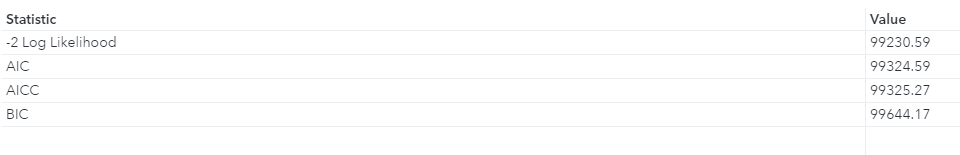 Statistic Value
-2 Log Likelihood 99230.59
AIC 99324.59
AICC 99325.27
BIC 99644.17